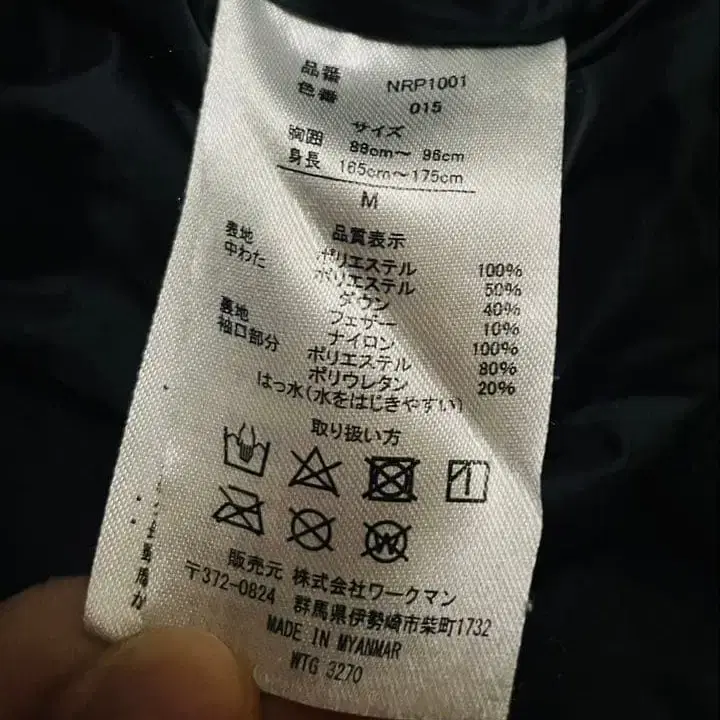 品番 NRP1001
色番 015
サイズ
胸囲 88cm～ 96cm
身長 165cm～175cm
M
品質表示
表地 ポリエステル 100%
中わた ポリエステル 50%
ダウン 40%
フェザー 10%
裏地 ナイロン 100%
袖口部分 ポリエステル 80%
ポリウレタン 20%
はっ水(水をはじきやすい)
取り扱い方
W
販売元 株式会社ワークマン
〒372-0824 群馬県伊勢崎市柴町1732
MADE IN MYANMAR
WTG 3270